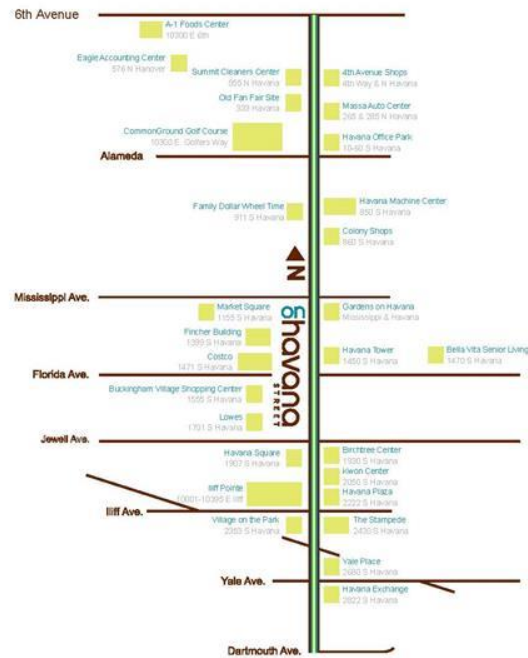 6th Avenue
A-1 Foods Center
10300 E 6th
Eagle Accounting Center
576 N Hanover
Summit Cleaners Center
955 N Havana
4th Avenue Shops
4th Way & N Havana
Old Fan Fair Site
333 Havana
Massa Auto Center
265 & 385 N Havana
CommonGround Golf Course
10300 E. Golfers Way
Havana Office Park
10-60 S Havana
Alameda
Family Dollar Wheel Time
911 S Havana
Havana Machine Center
850 S Havana
Colony Shops
960 S Havana
N
Mississippi Ave.
Market Square
1155 S Havana
Gardens on Havana
Mississippi & Havana
on havana
STREET
Fincher Building
1399 S Havana
Costco
1471 S Havana
Havana Tower
1450 S Havana
Bella Vita Senior Living
1470 S Havana
Florida Ave.
Buckingham Village Shopping Center
1555 S Havana
Lowes
1701 S Havana
Jewell Ave.
Havana Square
1907 S Havana
Birchtree Center
1930 S Havana
Kwon Center
2050 S Havana
Iliff Pointe
10001-10395 E Iliff
Havana Plaza
2222 S Havana
Iliff Ave.
Village on the Park
2353 S Havana
The Stampede
2430 S Havana
Yale Place
2680 S Havana
Yale Ave.
Havana Exchange
2822 S Havana
Dartmouth Ave.